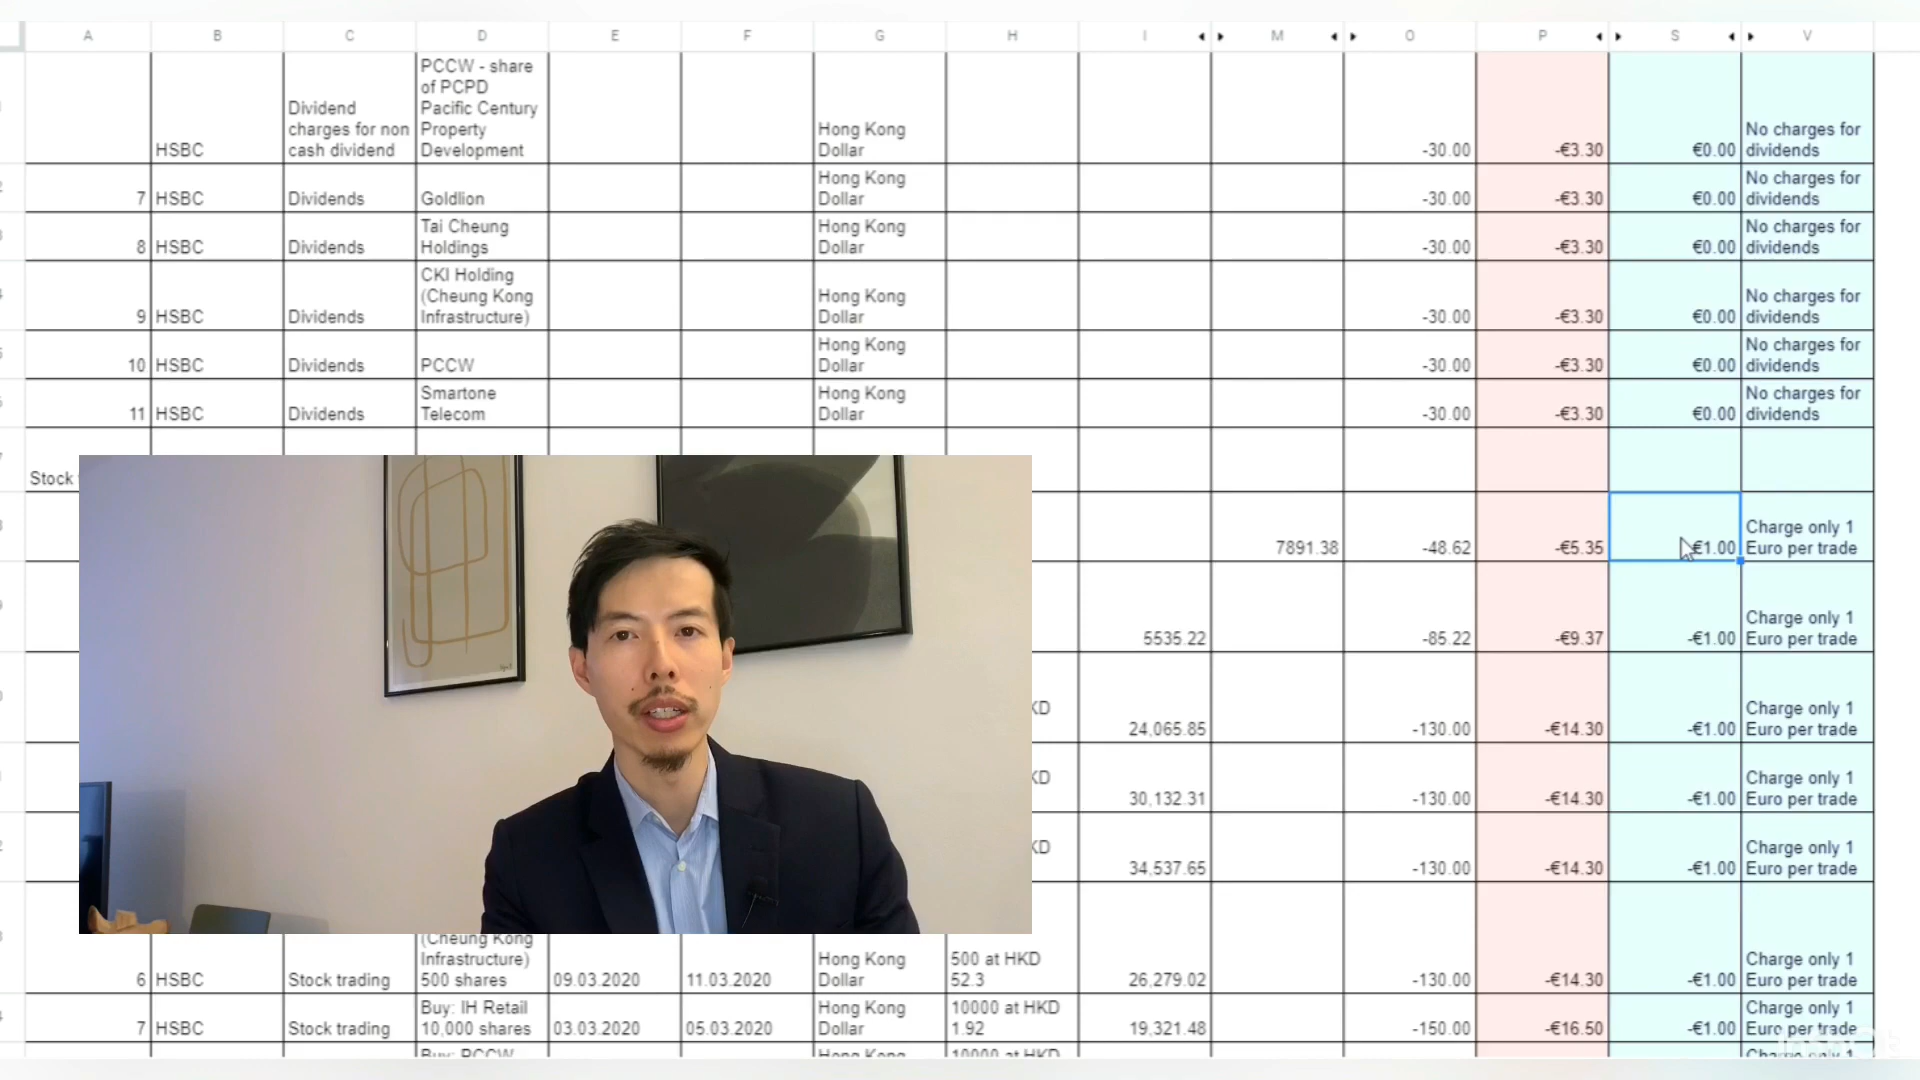 A B C D E F G H I M O P S V
PCCW - share
of PCPD
Dividend Pacific Century
charges for non Property Hong Kong No charges for
HSBC cash dividend Development Dollar -30.00 -€3.30 €0.00 dividends
Hong Kong No charges for
7 HSBC Dividends Goldlion Dollar -30.00 -€3.30 €0.00 dividends
Tai Cheung Hong Kong No charges for
8 HSBC Dividends Holdings Dollar -30.00 -€3.30 €0.00 dividends
CKI Holding
(Cheung Kong Hong Kong No charges for
9 HSBC Dividends Infrastructure) Dollar -30.00 -€3.30 €0.00 dividends
Hong Kong No charges for
10 HSBC Dividends PCCW Dollar -30.00 -€3.30 €0.00 dividends
Smartone Hong Kong No charges for
11 HSBC Dividends Telecom Dollar -30.00 -€3.30 €0.00 dividends
Stock
Charge only 1
7891.38 -48.62 -€5.35 €1.00 Euro per trade
Charge only 1
5535.22 -85.22 -€9.37 -€1.00 Euro per trade
KD Charge only 1
24,065.85 -130.00 -€14.30 -€1.00 Euro per trade
KD Charge only 1
30,132.31 -130.00 -€14.30 -€1.00 Euro per trade
KD Charge only 1
34,537.65 -130.00 -€14.30 -€1.00 Euro per trade
(Cheung Kong
Infrastructure) Hong Kong 500 at HKD Charge only 1
6 HSBC Stock trading 500 shares 09.03.2020 11.03.2020 Dollar 52.3 26,279.02 -130.00 -€14.30 -€1.00 Euro per trade
Buy: IH Retail Hong Kong 10000 at HKD Charge only 1
7 HSBC Stock trading 10,000 shares 03.03.2020 05.03.2020 Dollar 1.92 19,321.48 -150.00 -€16.50 -€1.00 Euro per trade
Buy: PCCW Hong Kong 10000 at HKD Charge only 1